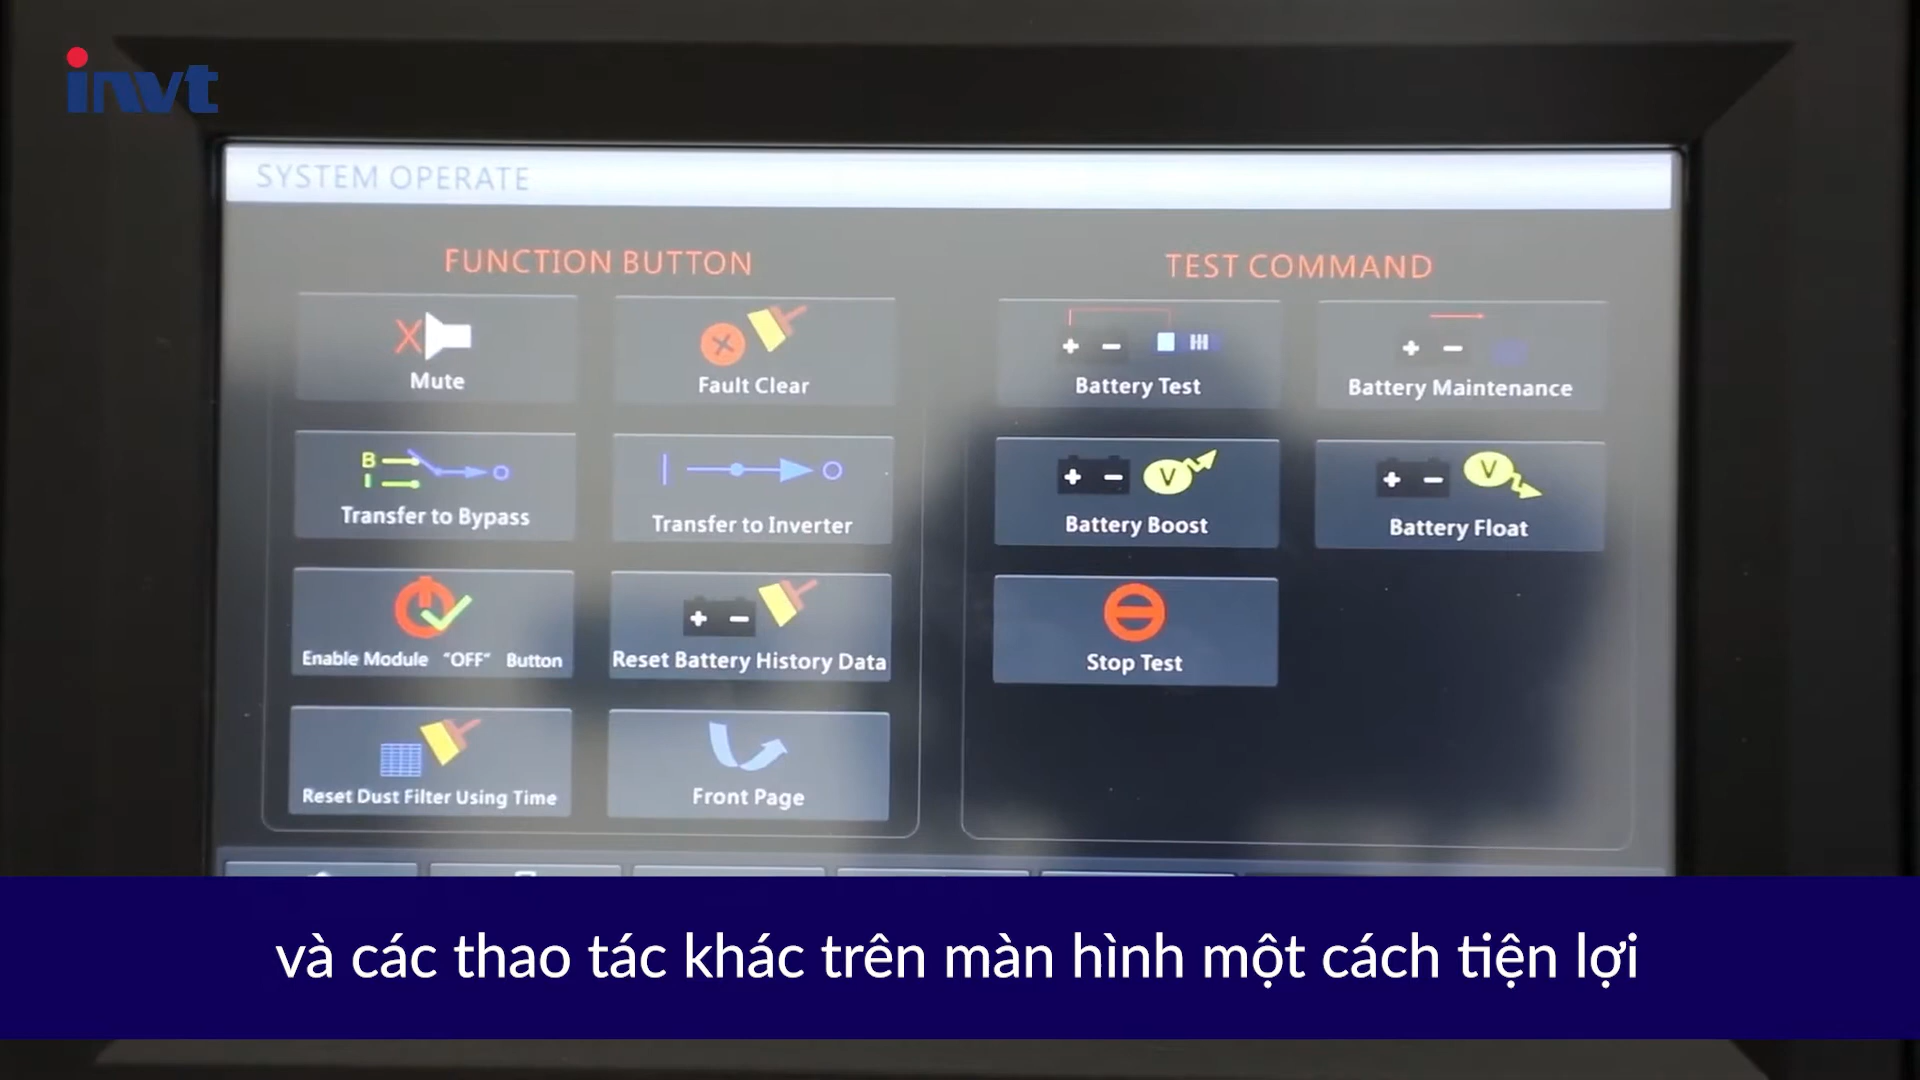 invt
SYSTEM OPERATE
FUNCTION BUTTON
Mute
Fault Clear
B
I
Transfer to Bypass
Transfer to Inverter
Enable Module "OFF" Button
Reset Battery History Data
Reset Dust Filter Using Time
Front Page
TEST COMMAND
Battery Test
Battery Maintenance
V
Battery Boost
V
Battery Float
Stop Test
và các thao tác khác trên màn hình một cách tiện lợi